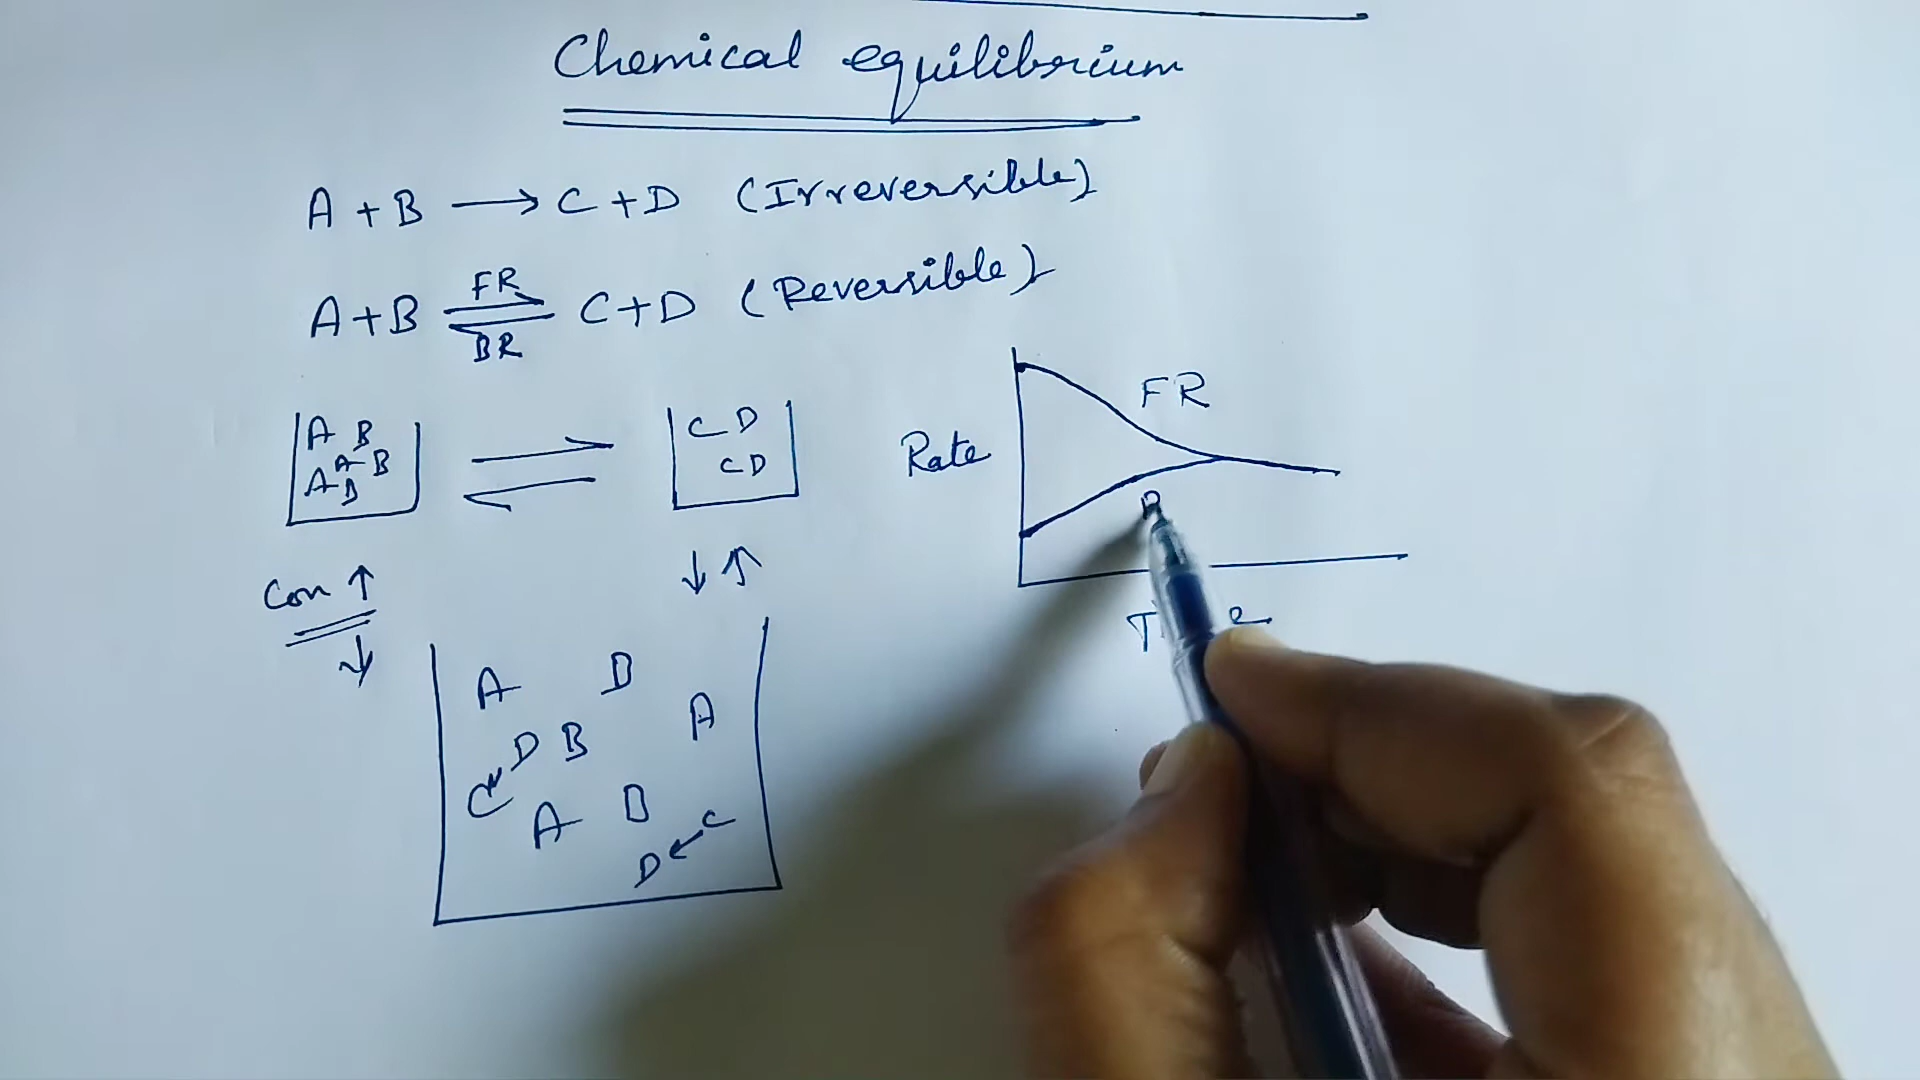 Chemical equilibrium
A + B → C + D (Irreversible)
FR
A + B ⇌ C + D (Reversible)
BR
A B
A A B
B
⇌
C D
C D
FR
Rate
Con ↑
↓
↓ ↑
A B
D B A
C
A B
D ← C